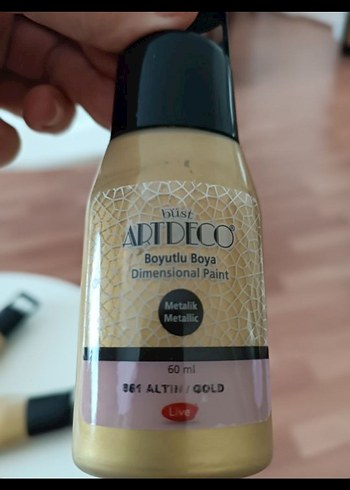 büst
ARTDECO®
Boyutlu Boya
Dimensional Paint
Metalik
Metallic
60 ml
861 ALTIN / GOLD
Live